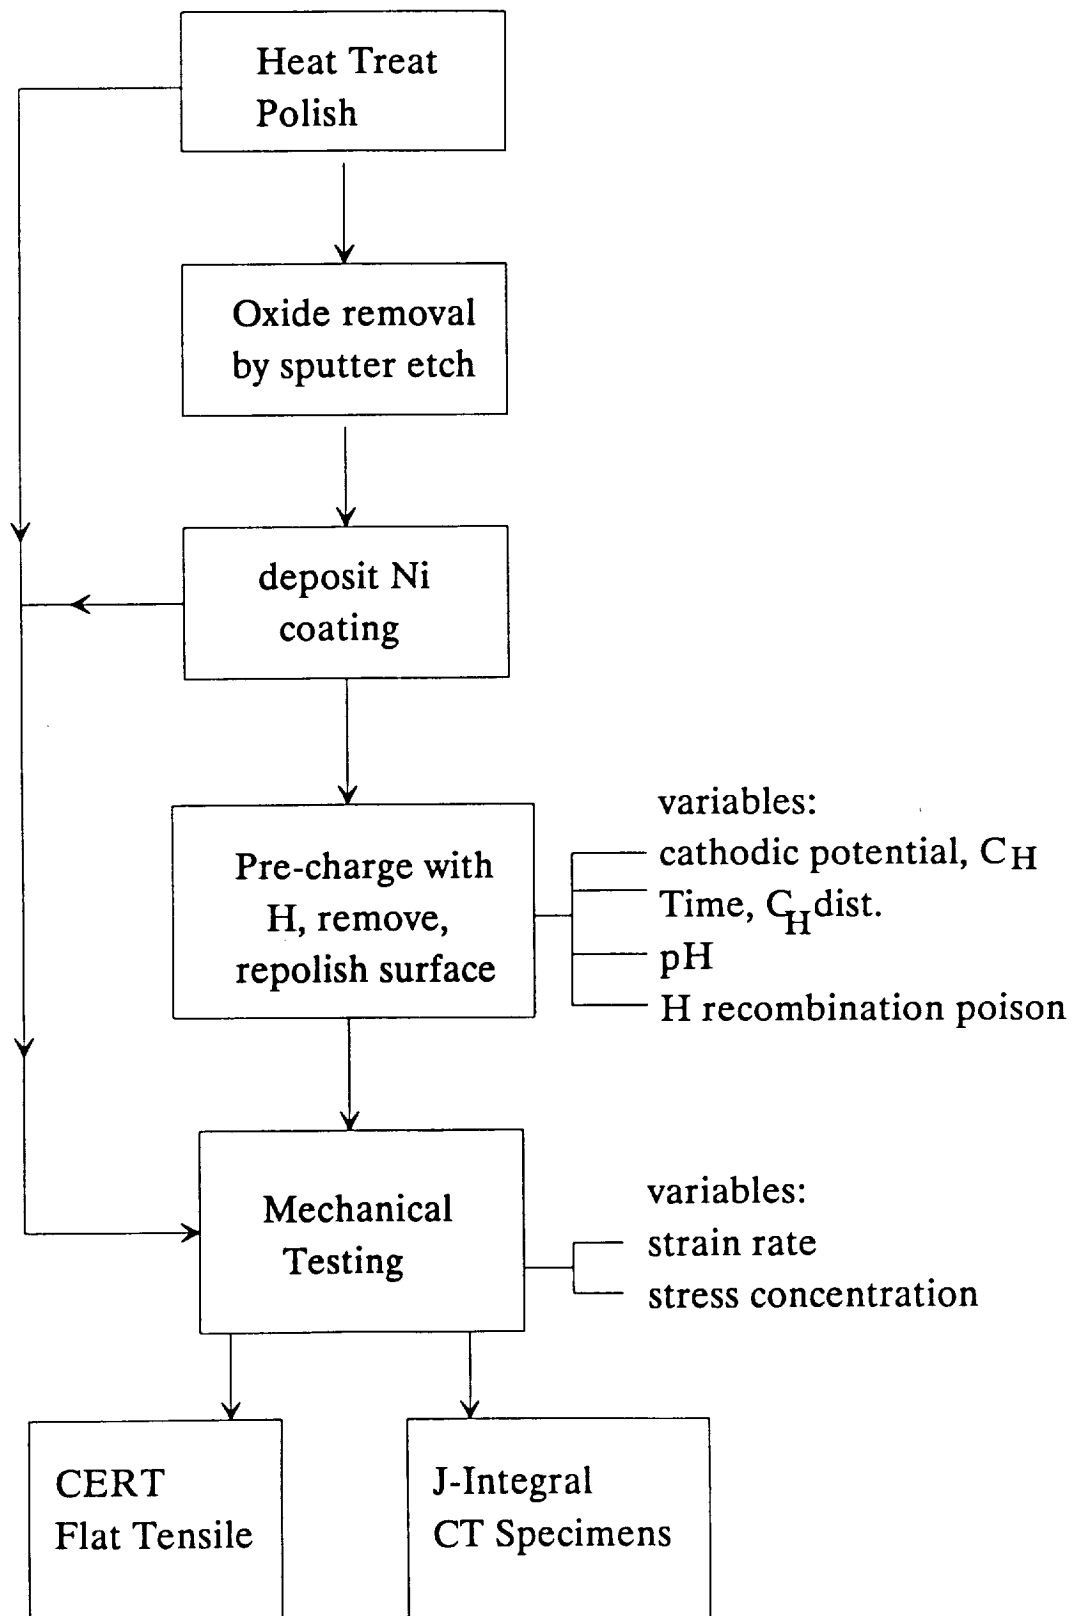 Heat Treat
Polish
Oxide removal
by sputter etch
deposit Ni
coating
Pre-charge with
H, remove,
repolish surface
variables:
cathodic potential, CH
Time, CH dist.
pH
H recombination poison
Mechanical
Testing
variables:
strain rate
stress concentration
CERT
Flat Tensile
J-Integral
CT Specimens